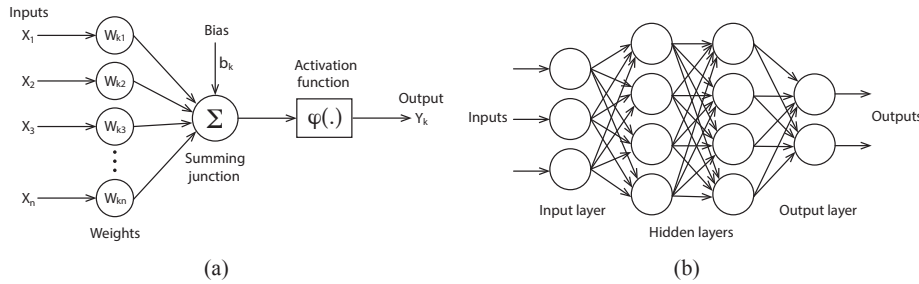 Inputs
X1
Wk1
X2
Wk2
X3
Wk3
Xn
Wkn
Weights
Bias
bk
Σ
Summing
junction
Activation
function
φ(.)
Output
Yk
(a)
Inputs
Input layer
Hidden layers
Output layer
Outputs
(b)